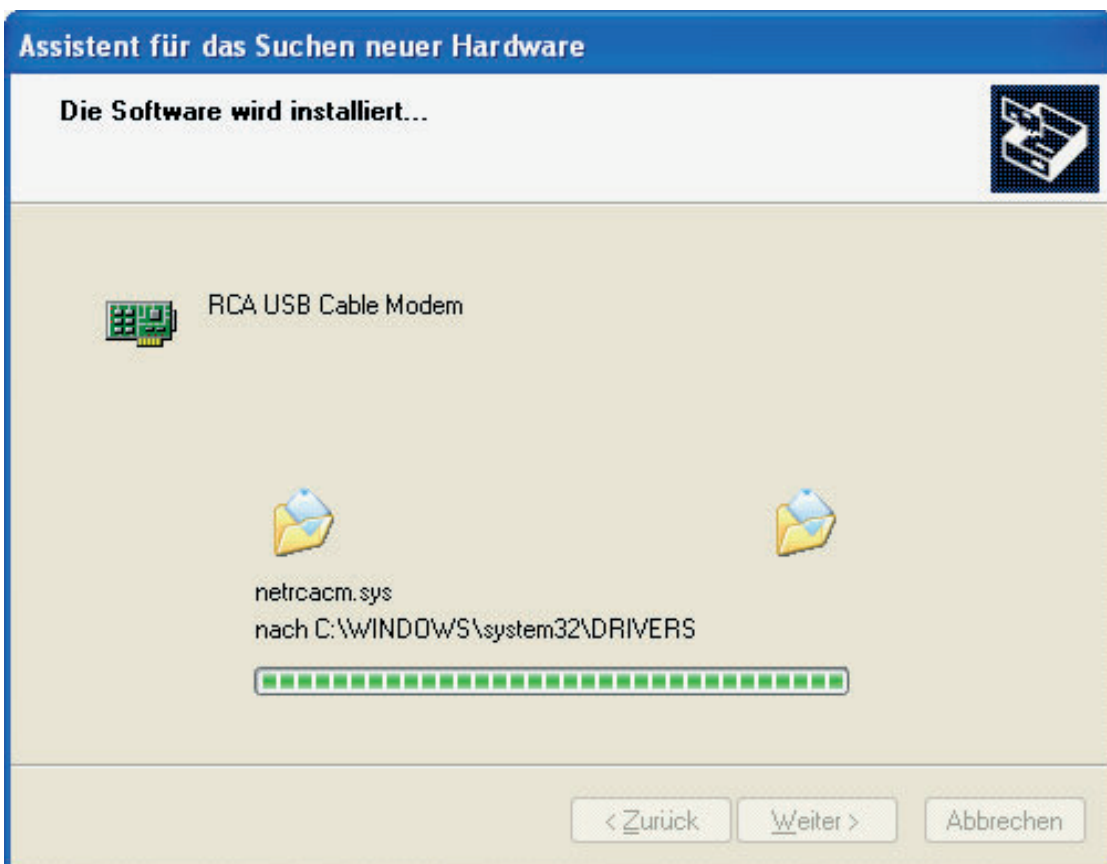 Assistent für das Suchen neuer Hardware
Die Software wird installiert...
RCA USB Cable Modem
netrcacm.sys
nach C:\WINDOWS\system32\DRIVERS
< Zurück Weiter > Abbrechen